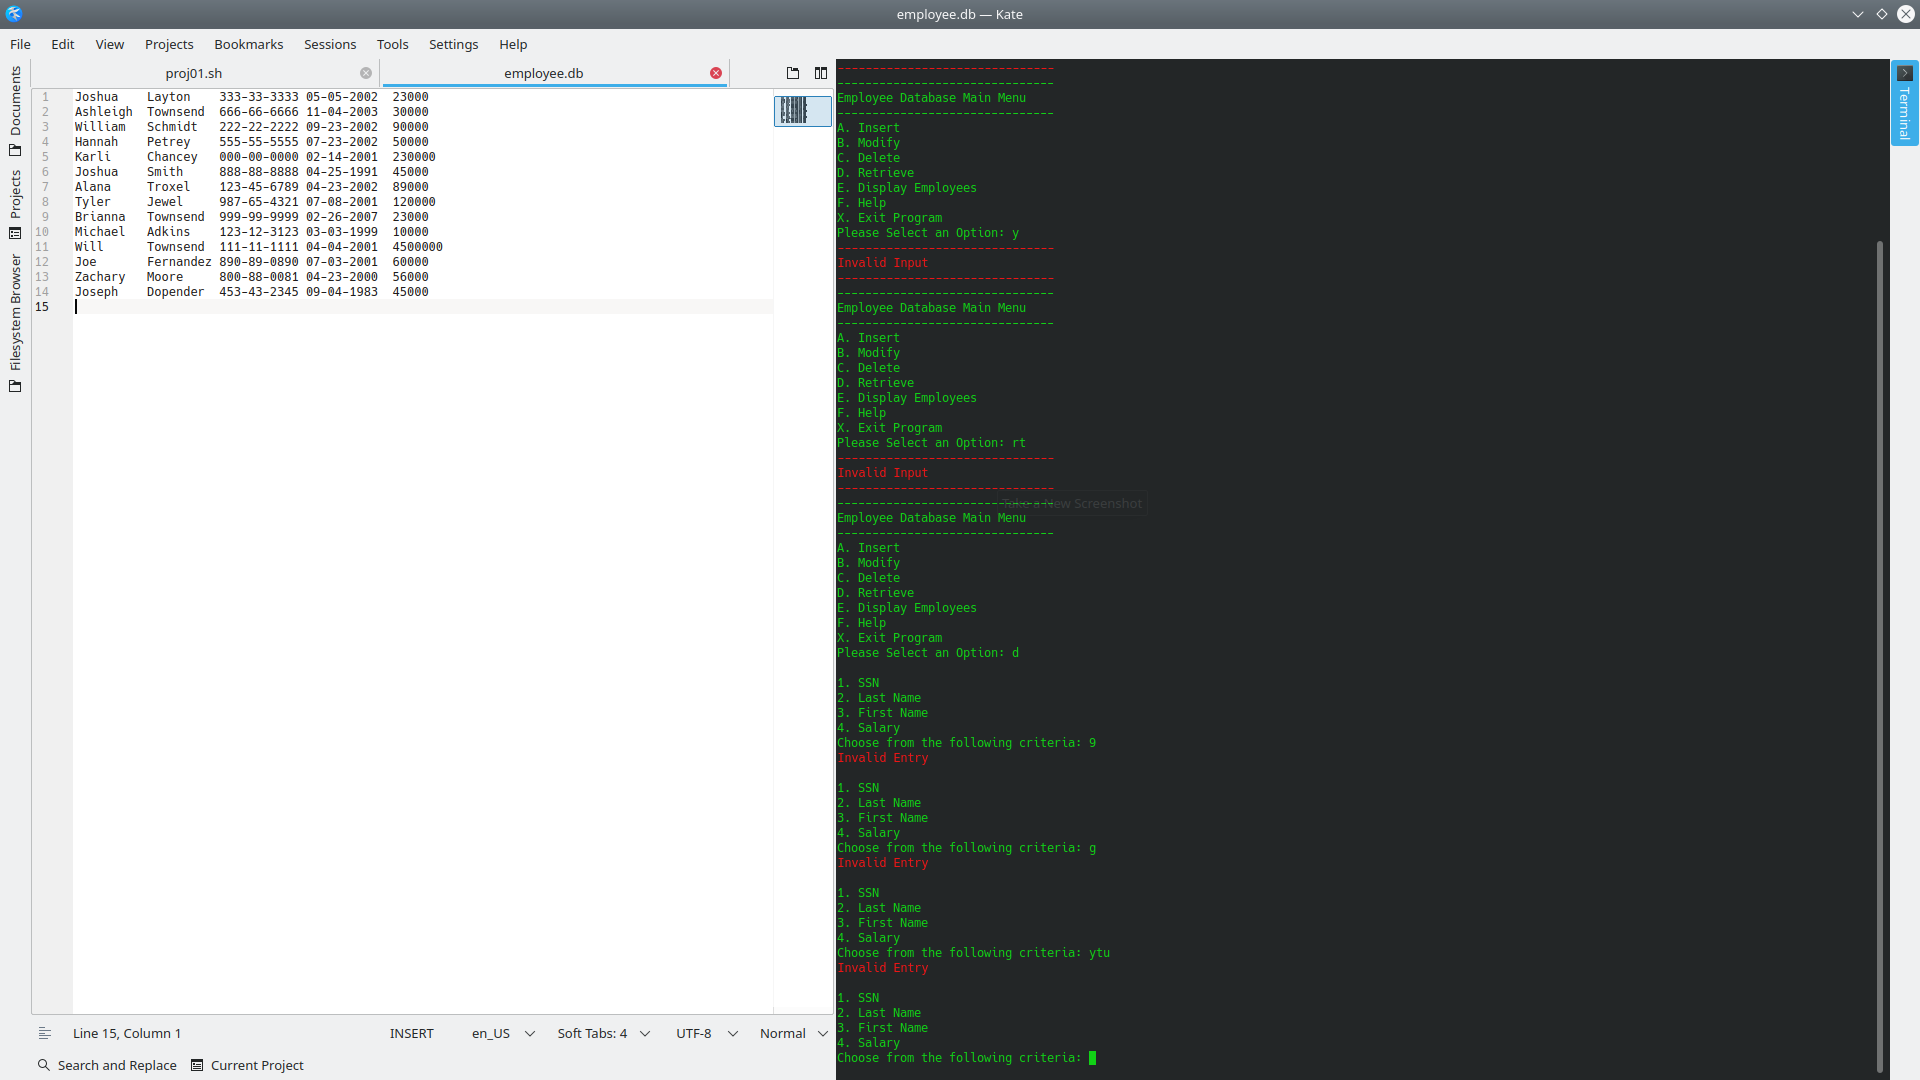 employee.db — Kate
File Edit View Projects Bookmarks Sessions Tools Settings Help
Documents
Projects
Filesystem Browser
proj01.sh
employee.db
1 Joshua Layton 333-33-3333 05-05-2002 23000
2 Ashleigh Townsend 666-66-6666 11-04-2003 30000
3 William Schmidt 222-22-2222 09-23-2002 90000
4 Hannah Petrey 555-55-5555 07-23-2002 50000
5 Karli Chancey 000-00-0000 02-14-2001 230000
6 Joshua Smith 888-88-8888 04-25-1991 45000
7 Alana Troxel 123-45-6789 04-23-2002 89000
8 Tyler Jewel 987-65-4321 07-08-2001 120000
9 Brianna Townsend 999-99-9999 02-26-2007 23000
10 Michael Adkins 123-12-3123 03-03-1999 10000
11 Will Townsend 111-11-1111 04-04-2001 4500000
12 Joe Fernandez 890-89-0890 07-03-2001 60000
13 Zachary Moore 800-88-0081 04-23-2000 56000
14 Joseph Dopender 453-43-2345 09-04-1983 45000
15
Line 15, Column 1 INSERT en_US Soft Tabs: 4 UTF-8 Normal
Search and Replace Current Project
-------------------------------
-------------------------------
Employee Database Main Menu
-------------------------------
A. Insert
B. Modify
C. Delete
D. Retrieve
E. Display Employees
F. Help
X. Exit Program
Please Select an Option: y
-------------------------------
Invalid Input
-------------------------------
-------------------------------
Employee Database Main Menu
-------------------------------
A. Insert
B. Modify
C. Delete
D. Retrieve
E. Display Employees
F. Help
X. Exit Program
Please Select an Option: rt
-------------------------------
Invalid Input
-------------------------------
-------------------------------
Take a New Screenshot
Employee Database Main Menu
-------------------------------
A. Insert
B. Modify
C. Delete
D. Retrieve
E. Display Employees
F. Help
X. Exit Program
Please Select an Option: d
1. SSN
2. Last Name
3. First Name
4. Salary
Choose from the following criteria: 9
Invalid Entry
1. SSN
2. Last Name
3. First Name
4. Salary
Choose from the following criteria: g
Invalid Entry
1. SSN
2. Last Name
3. First Name
4. Salary
Choose from the following criteria: ytu
Invalid Entry
1. SSN
2. Last Name
3. First Name
4. Salary
Choose from the following criteria:
Terminal